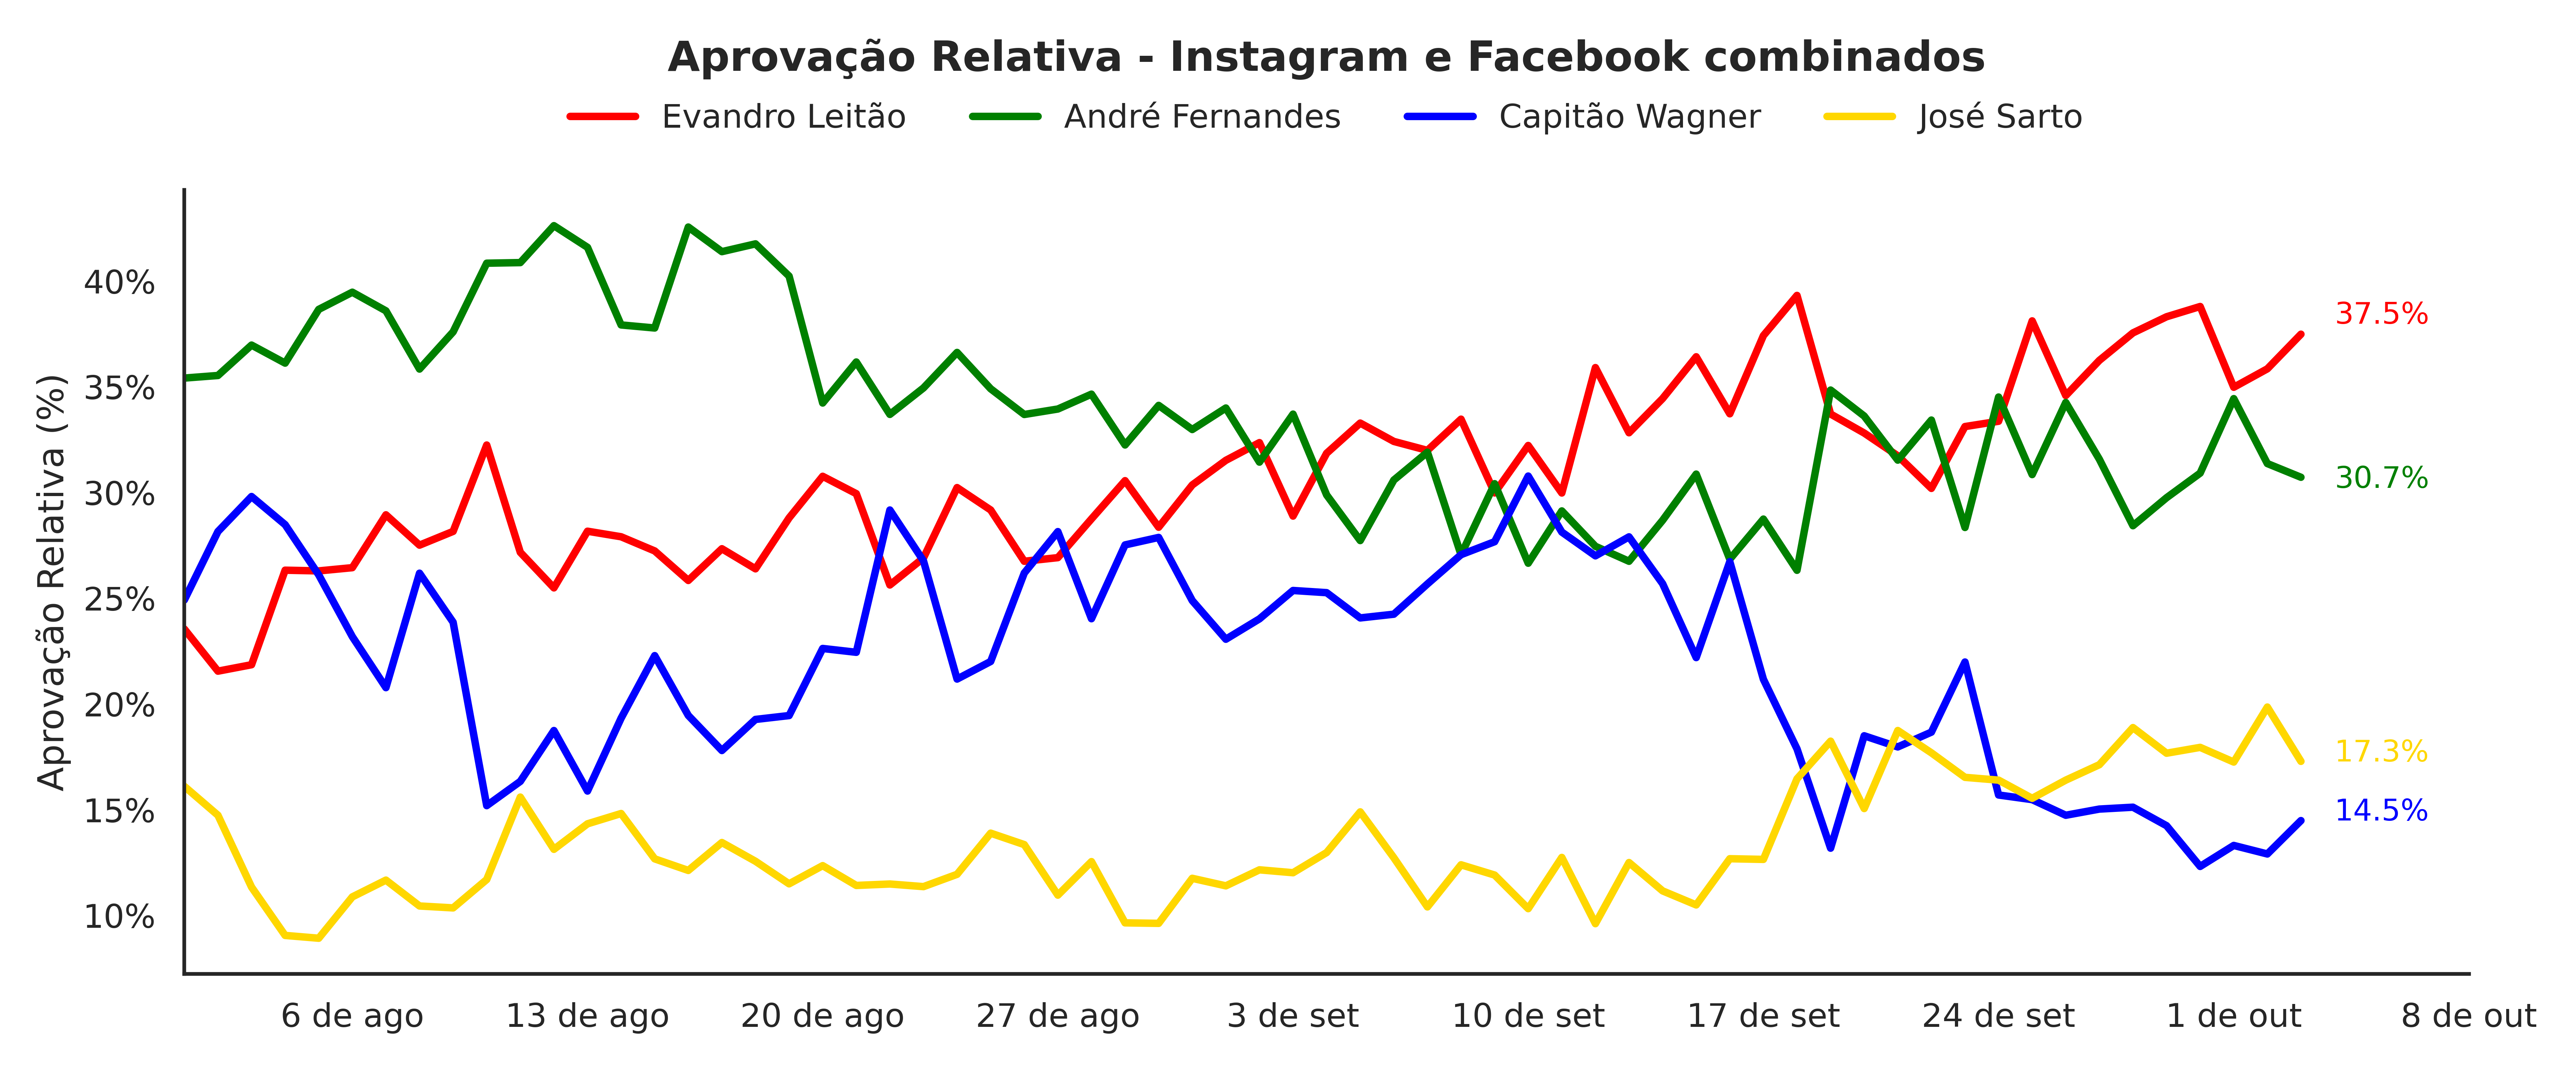 Aprovação Relativa - Instagram e Facebook combinados
Evandro Leitão André Fernandes Capitão Wagner José Sarto
Aprovação Relativa (%)
40%
35%
30%
25%
20%
15%
10%
37.5%
30.7%
17.3%
14.5%
6 de ago 13 de ago 20 de ago 27 de ago 3 de set 10 de set 17 de set 24 de set 1 de out 8 de out